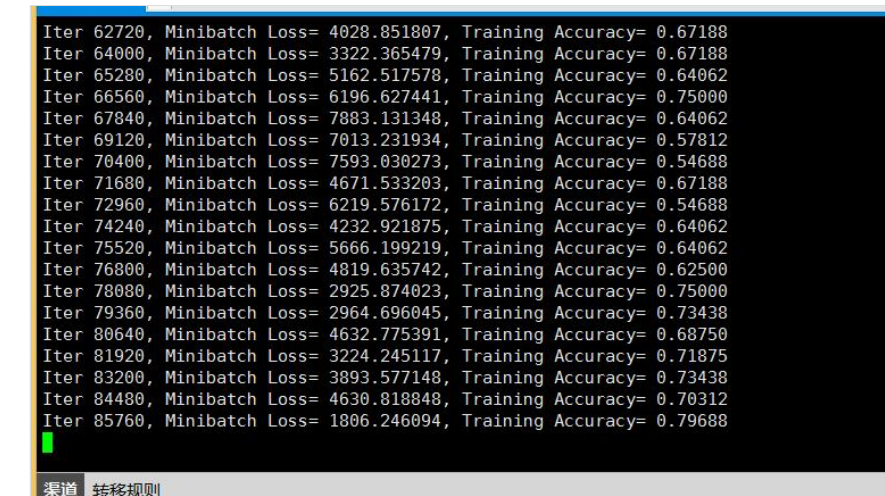 Iter 62720, Minibatch Loss= 4028.851807, Training Accuracy= 0.67188
Iter 64000, Minibatch Loss= 3322.365479, Training Accuracy= 0.67188
Iter 65280, Minibatch Loss= 5162.517578, Training Accuracy= 0.64062
Iter 66560, Minibatch Loss= 6196.627441, Training Accuracy= 0.75000
Iter 67840, Minibatch Loss= 7883.131348, Training Accuracy= 0.64062
Iter 69120, Minibatch Loss= 7013.231934, Training Accuracy= 0.57812
Iter 70400, Minibatch Loss= 7593.030273, Training Accuracy= 0.54688
Iter 71680, Minibatch Loss= 4671.533203, Training Accuracy= 0.67188
Iter 72960, Minibatch Loss= 6219.576172, Training Accuracy= 0.54688
Iter 74240, Minibatch Loss= 4232.921875, Training Accuracy= 0.64062
Iter 75520, Minibatch Loss= 5666.199219, Training Accuracy= 0.64062
Iter 76800, Minibatch Loss= 4819.635742, Training Accuracy= 0.62500
Iter 78080, Minibatch Loss= 2925.874023, Training Accuracy= 0.75000
Iter 79360, Minibatch Loss= 2964.696045, Training Accuracy= 0.73438
Iter 80640, Minibatch Loss= 4632.775391, Training Accuracy= 0.68750
Iter 81920, Minibatch Loss= 3224.245117, Training Accuracy= 0.71875
Iter 83200, Minibatch Loss= 3893.577148, Training Accuracy= 0.73438
Iter 84480, Minibatch Loss= 4630.818848, Training Accuracy= 0.70312
Iter 85760, Minibatch Loss= 1806.246094, Training Accuracy= 0.79688
渠道 转移规则